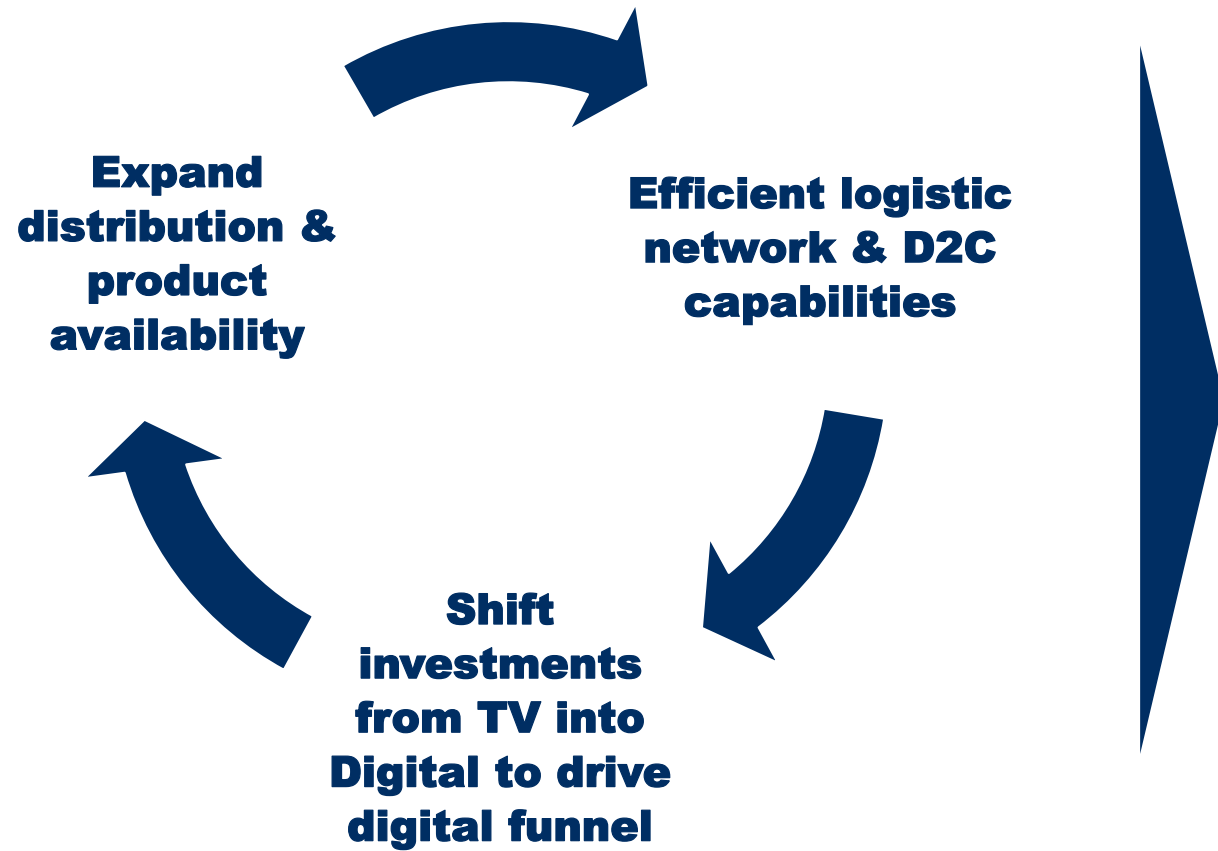 Expand
distribution &
product
availability
Efficient logistic
network & D2C
capabilities
Shift
investments
from TV into
Digital to drive
digital funnel